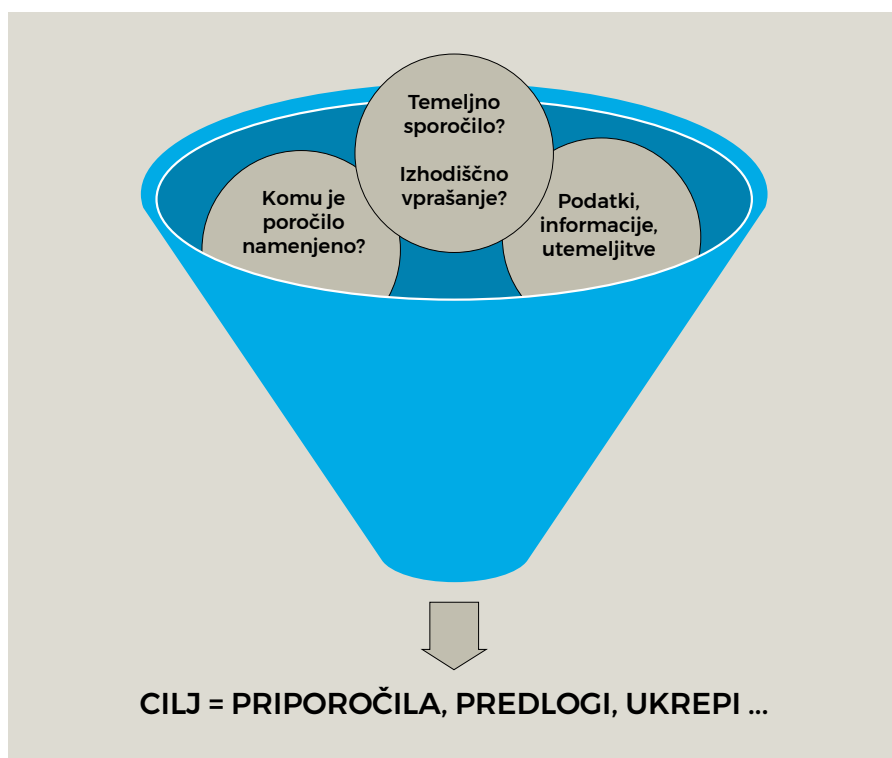 Temeljno
sporočilo?
Izhodiščno
vprašanje?
Komu je
poročilo
namenjeno?
Podatki,
informacije,
utemeljitve
CILJ = PRIPOROČILA, PREDLOGI, UKREPI ...